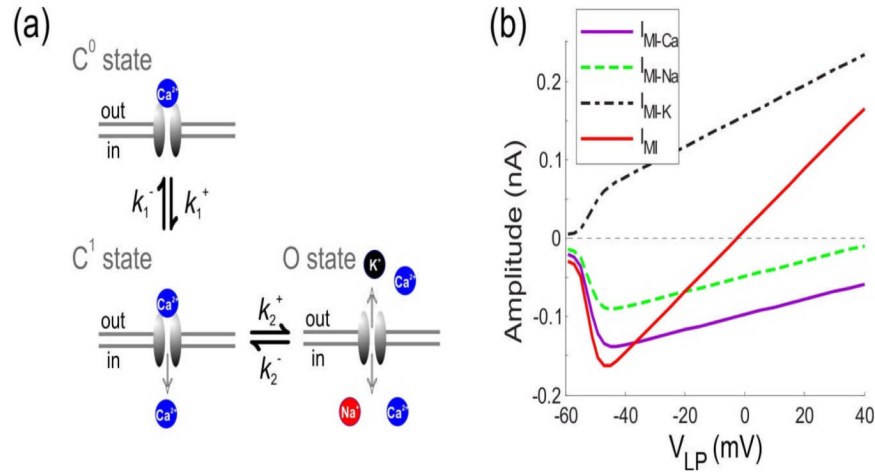 (a)
C⁰ state
Ca²⁺
out
in
k₁⁻ k₁⁺
C¹ state
Ca²⁺
out
in
Ca²⁺
k₂⁺
k₂⁻
O state
K⁺
Ca²⁺
out
in
Na⁺
Ca²⁺
(b)
I_MI-Ca
I_MI-Na
I_MI-K
I_MI
Amplitude (nA)
0.2
0.1
0
-0.1
-0.2
-60 -40 -20 0 20 40
V_LP (mV)